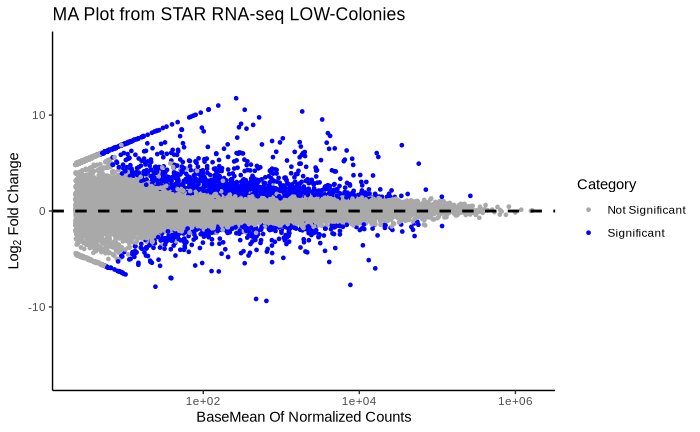 MA Plot from STAR RNA-seq LOW-Colonies
Log₂ Fold Change
10
0
-10
1e+02
1e+04
1e+06
BaseMean Of Normalized Counts
Category
Not Significant
Significant